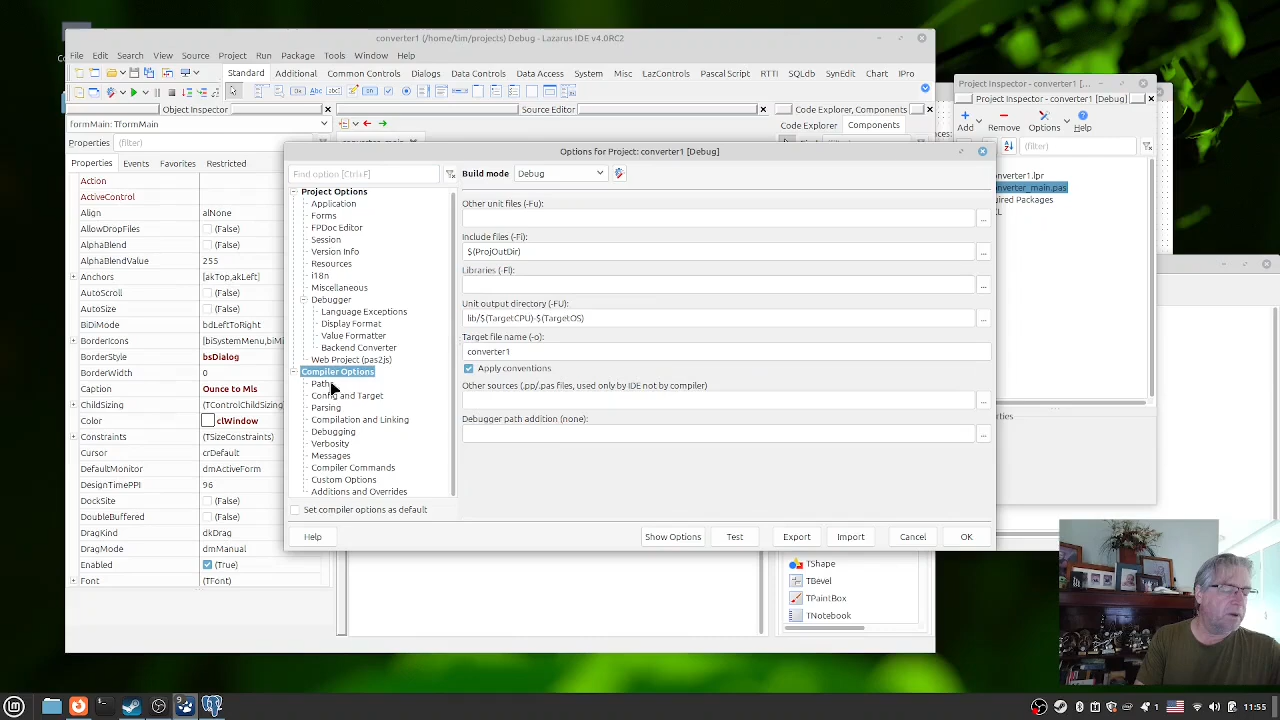 converter1 (/home/tim/projects) Debug - Lazarus IDE v4.0RC2
File Edit Search View Source Project Run Package Tools Window Help
Standard Additional Common Controls Dialogs Data Controls Data Access System Misc LazControls Pascal Script RTTI SQLdb SynEdit Chart IPro
Object Inspector
Source Editor
Code Explorer, Components
formMain: TformMain
Code Explorer Components
Properties (filter)
Properties Events Favorites Restricted
Action
ActiveControl
Align alNone
AllowDropFiles (False)
AlphaBlend (False)
AlphaBlendValue 255
Anchors [akTop,akLeft]
AutoScroll (False)
AutoSize (False)
BiDiMode bdLeftToRight
BorderIcons [biSystemMenu,biM
BorderStyle bsDialog
BorderWidth 0
Caption Ounce to Mls
ChildSizing (TControlChildSizing
Color clWindow
Constraints (TSizeConstraints)
Cursor crDefault
DefaultMonitor dmActiveForm
DesignTimePPI 96
DockSite (False)
DoubleBuffered (False)
DragKind dkDrag
DragMode dmManual
Enabled (True)
Font (TFont)
Options for Project: converter1 [Debug]
Find option [Ctrl+F]
Build mode Debug
Project Options
Application
Forms
FPDoc Editor
Session
Version Info
Resources
i18n
Miscellaneous
Debugger
Language Exceptions
Display Format
Value Formatter
Backend Converter
Web Project (pas2js)
Compiler Options
Paths
Config and Target
Parsing
Compilation and Linking
Debugging
Verbosity
Messages
Compiler Commands
Custom Options
Additions and Overrides
Set compiler options as default
Other unit files (-Fu):
Include files (-Fi):
$(ProjOutDir)
Libraries (-Fl):
Unit output directory (-FU):
lib/$(TargetCPU)-$(TargetOS)
Target file name (-o):
converter1
Apply conventions
Other sources (.pp/.pas files, used only by IDE not by compiler)
Debugger path addition (none):
Help Show Options Test Export Import Cancel OK
Project Inspector - converter1 [...
Project Inspector - converter1 [Debug]
Add Remove Options Help
(filter)
onverter1.lpr
onverter_main.pas
uired Packages
CL
erties
TShape
TBevel
TPaintBox
TNotebook
1
11:55